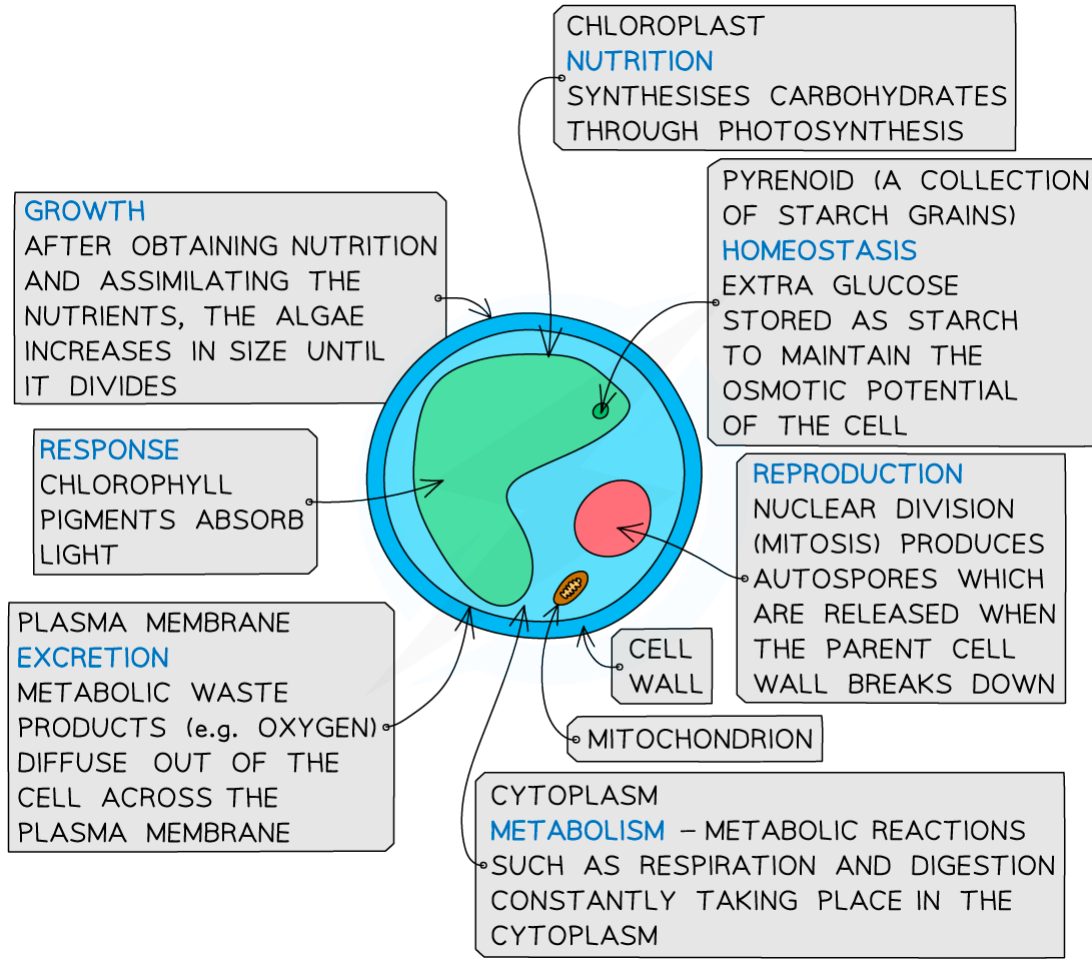 CHLOROPLAST
NUTRITION
SYNTHESISES CARBOHYDRATES
THROUGH PHOTOSYNTHESIS
PYRENOID (A COLLECTION
OF STARCH GRAINS)
HOMEOSTASIS
EXTRA GLUCOSE
STORED AS STARCH
TO MAINTAIN THE
OSMOTIC POTENTIAL
OF THE CELL
GROWTH
AFTER OBTAINING NUTRITION
AND ASSIMILATING THE
NUTRIENTS, THE ALGAE
INCREASES IN SIZE UNTIL
IT DIVIDES
RESPONSE
CHLOROPHYLL
PIGMENTS ABSORB
LIGHT
REPRODUCTION
NUCLEAR DIVISION
(MITOSIS) PRODUCES
AUTOSPORES WHICH
ARE RELEASED WHEN
THE PARENT CELL
WALL BREAKS DOWN
PLASMA MEMBRANE
EXCRETION
METABOLIC WASTE
PRODUCTS (e.g. OXYGEN)
DIFFUSE OUT OF THE
CELL ACROSS THE
PLASMA MEMBRANE
CELL
WALL
MITOCHONDRION
CYTOPLASM
METABOLISM – METABOLIC REACTIONS
SUCH AS RESPIRATION AND DIGESTION
CONSTANTLY TAKING PLACE IN THE
CYTOPLASM